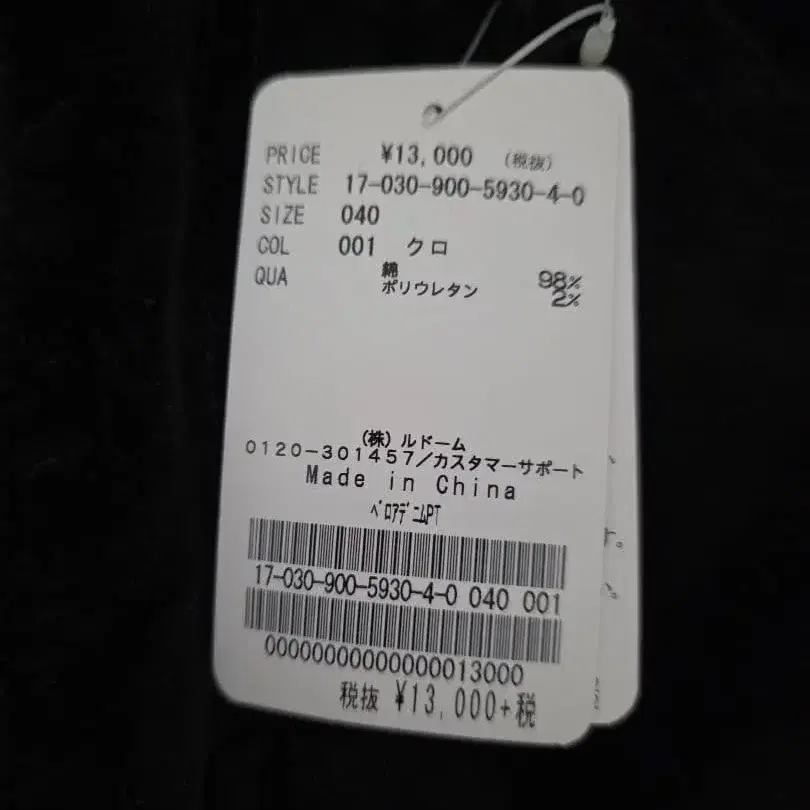 PRICE ¥13,000 (税抜)
STYLE 17-030-900-5930-4-0
SIZE 040
COL 001 クロ
QUA 綿 98%
ポリウレタン 2%
(株)ルドーム
0120-301457/カスタマーサポート
Made in China
ベロアデニムPT
17-030-900-5930-4-0 040 001
00000000000000013000
税抜 ¥13,000+税
す。